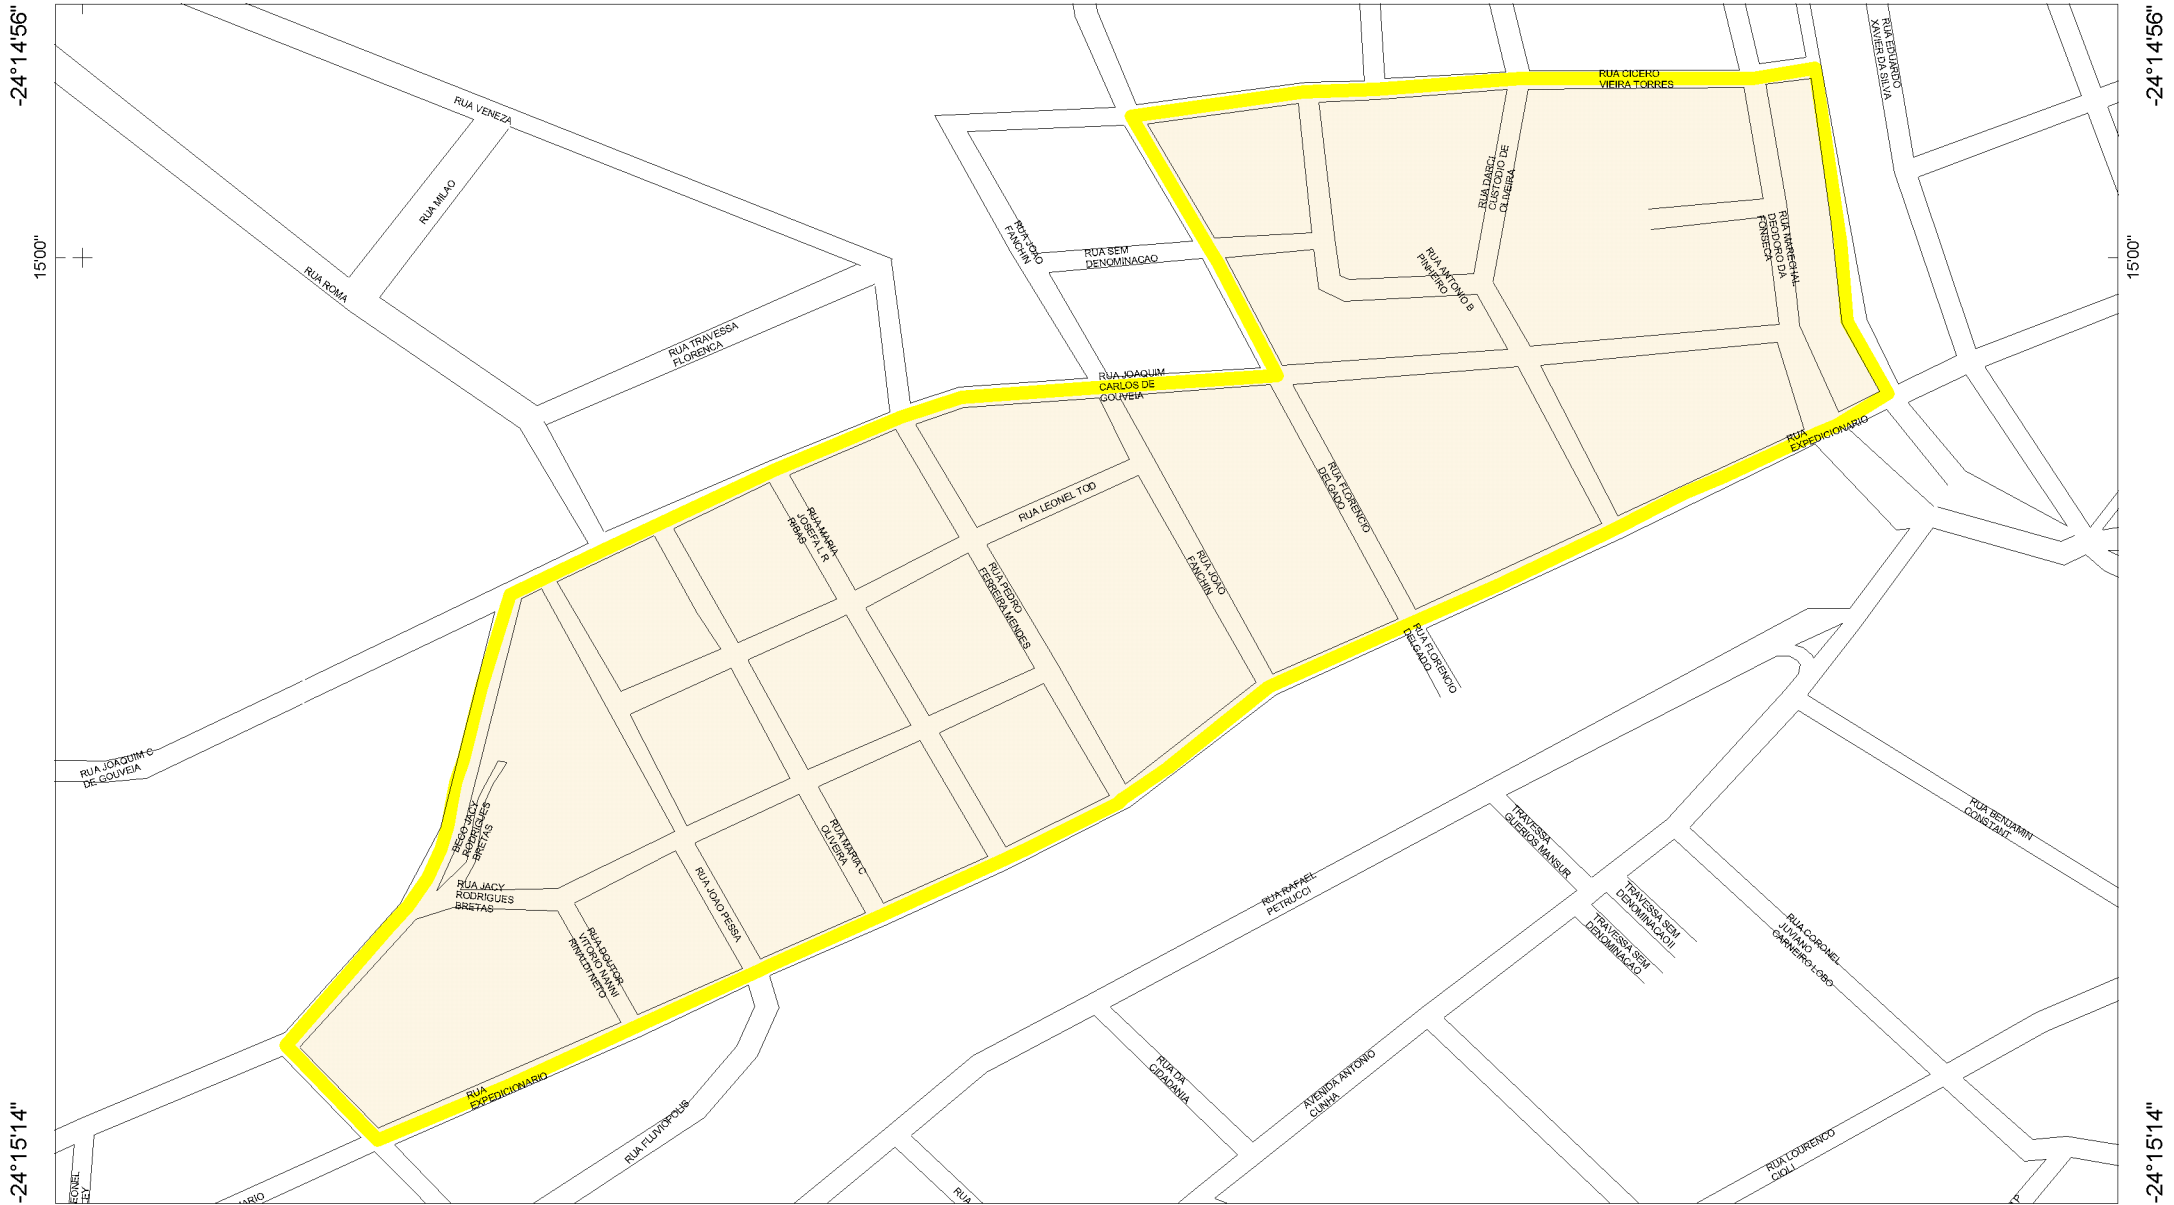 -24°14'56"
-24°14'56"
RUA EDUARDO
XAVIER DA SILVA
RUA CICERO
VIEIRA TORRES
RUA VENEZA
RUA MILAO
RUA DARCI
CUSTODIO DE
OLIVEIRA
RUA MARECHAL
DEODORO DA
FONSECA
RUA JOAO
FANCHIN
RUA SEM
DENOMINACAO
15'00"
15'00"
RUA ANTONIO B
PINHEIRO
RUA ROMA
RUA TRAVESSA
FLORENCA
RUA JOAQUIM
CARLOS DE
GOUVEIA
RUA
EXPEDICIONARIO
RUA FLORENCIO
DELGADO
RUA LEONEL TOD
RUA MARIA
JOSEFA L R
RIBAS
RUA JOAO
FANCHIN
RUA PEDRO
FERREIRA MENDES
RUA FLORENCIO
DELGADO
RUA JOAQUIM C
DE GOUVEIA
BECO JACY
RODRIGUES
BRETAS
RUA MARIA C
OLIVEIRA
TRAVESSA
GUERIOS MANSUR
RUA BENJAMIN
CONSTANT
RUA JACY
RODRIGUES
BRETAS
RUA JOAO PESSA
RUA RAFAEL
PETRUCCI
TRAVESSA SEM
DENOMINACAO II
TRAVESSA SEM
DENOMINACAO
RUA CORONEL
JUVIANO
CARNEIRO LOBO
RUA DOUTOR
VITORIO NANNI
RINALDI NETO
RUA
EXPEDICIONARIO
RUA DA
CIDADANIA
AVENIDA ANTONIO
CUNHA
RUA FLUVIOPOLIS
RUA LOURENCO
CIOLI
-24°15'14"
-24°15'14"
EONEL
EY
ARIO
RUA